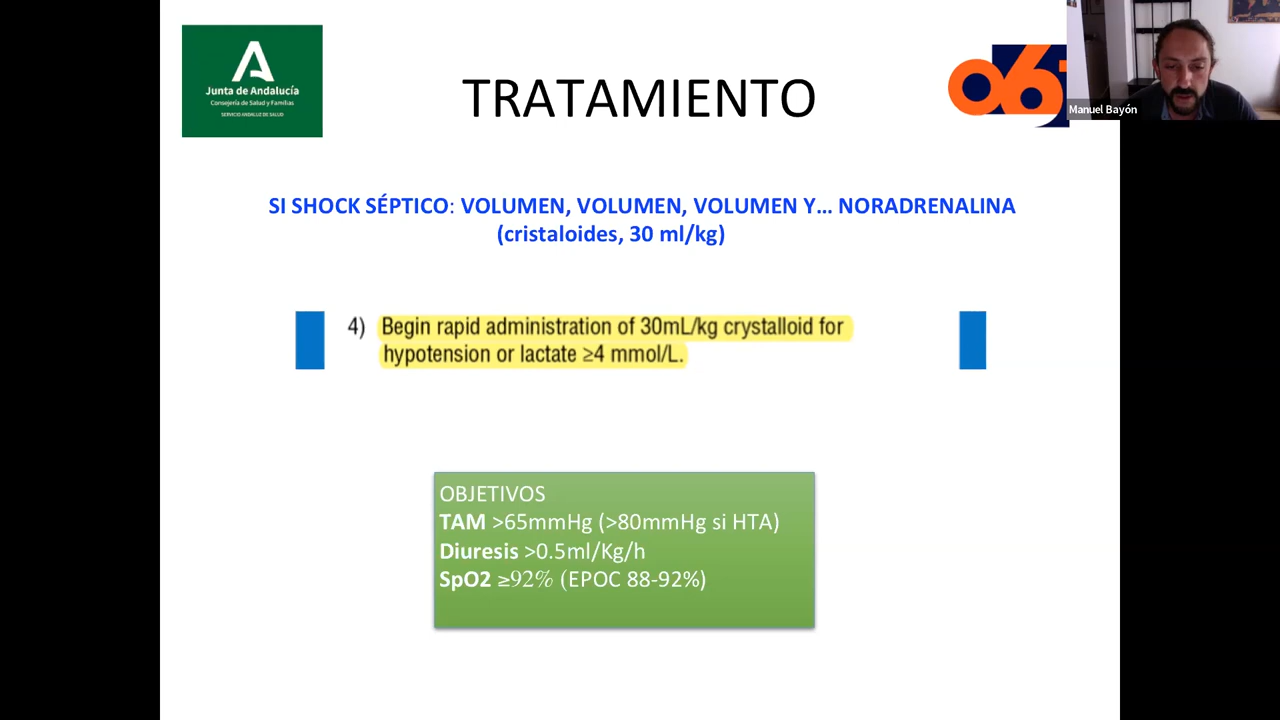 Junta de Andalucía
Consejería de Salud y Familias
SERVICIO ANDALUZ DE SALUD
TRATAMIENTO
061
Manuel Bayón
SI SHOCK SÉPTICO: VOLUMEN, VOLUMEN, VOLUMEN Y... NORADRENALINA
(cristaloides, 30 ml/kg)
4) Begin rapid administration of 30mL/kg crystalloid for
hypotension or lactate ≥4 mmol/L.
OBJETIVOS
TAM >65mmHg (>80mmHg si HTA)
Diuresis >0.5ml/Kg/h
SpO2 ≥92% (EPOC 88-92%)